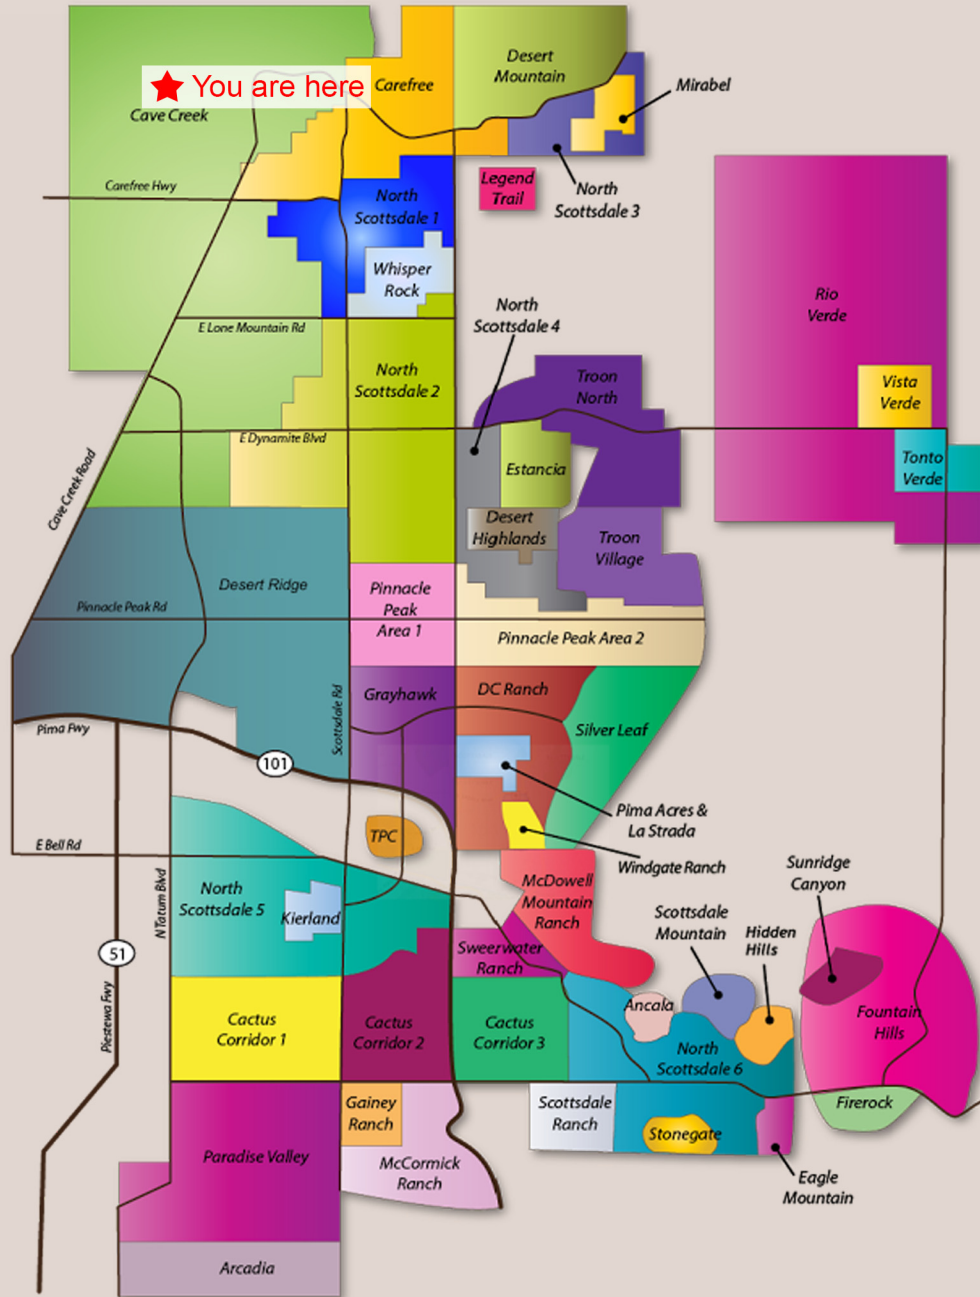 Desert
Mountain
Carefree
Mirabel
You are here
Cave Creek
Carefree Hwy
Legend
Trail
North
Scottsdale 3
North
Scottsdale 1
Whisper
Rock
Rio
Verde
North
Scottsdale 4
E Lone Mountain Rd
North
Scottsdale 2
Troon
North
Vista
Verde
E Dynamite Blvd
Cave Creek Road
Estancia
Tonto
Verde
Desert
Highlands
Troon
Village
Desert Ridge
Pinnacle
Peak
Area 1
Pinnacle Peak Rd
Pinnacle Peak Area 2
Grayhawk
DC Ranch
Scottsdale Rd
Silver Leaf
Pima Fwy
101
Pima Acres &
La Strada
TPC
E Bell Rd
Windgate Ranch
Sunridge
Canyon
McDowell
Mountain
Ranch
N Tatum Blvd
North
Scottsdale 5
Kierland
Scottsdale
Mountain
Hidden
Hills
Sweerwater
Ranch
51
Piestewa Fwy
Ancala
Fountain
Hills
Cactus
Corridor 1
Cactus
Corridor 2
Cactus
Corridor 3
North
Scottsdale 6
Gainey
Ranch
Scottsdale
Ranch
Firerock
Stonegate
Paradise Valley
McCormick
Ranch
Eagle
Mountain
Arcadia